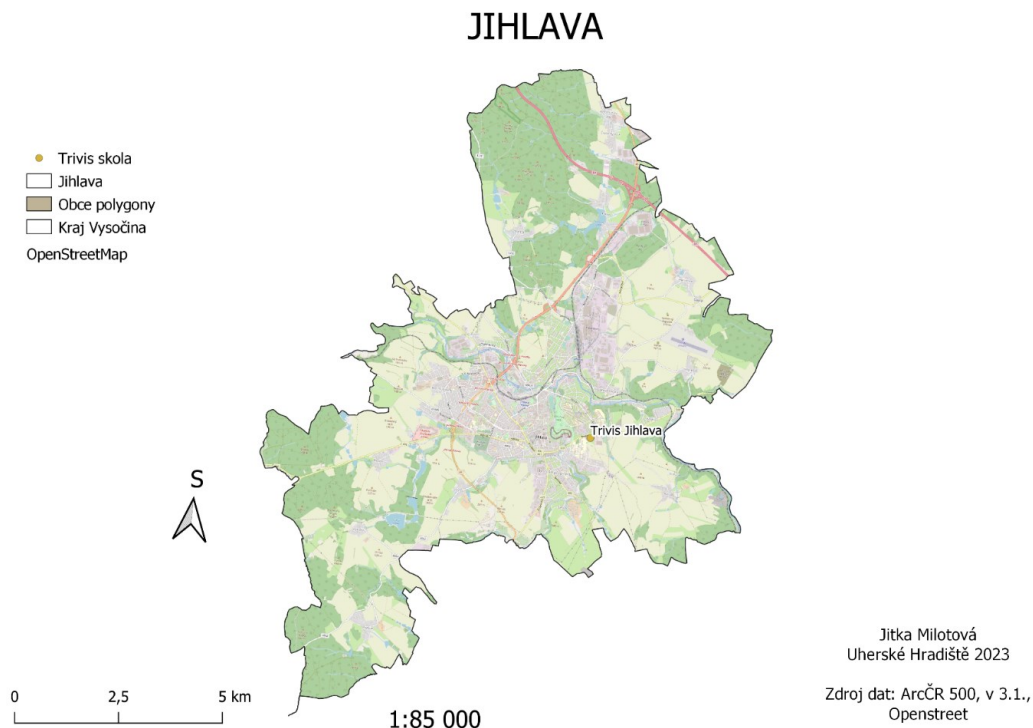 JIHLAVA
Trivis skola
Jihlava
Obce polygony
Kraj Vysočina
OpenStreetMap
Trivis Jihlava
S
0 2,5 5 km
1:85 000
Jitka Milotová
Uherské Hradiště 2023
Zdroj dat: ArcČR 500, v 3.1.,
Openstreet